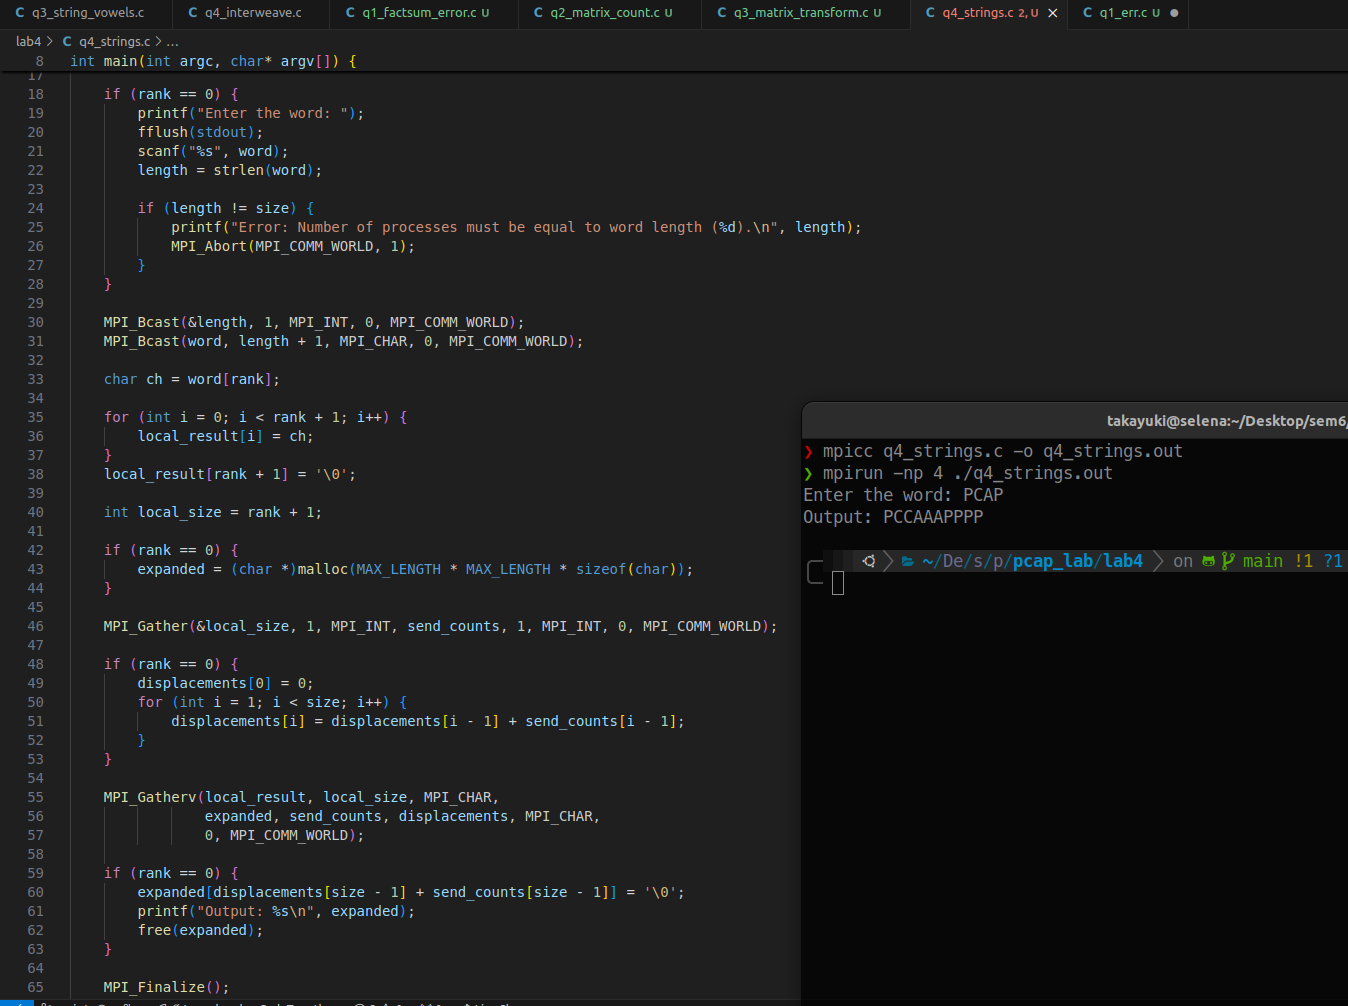 C q3_string_vowels.c C q4_interweave.c C q1_factsum_error.c U C q2_matrix_count.c U C q3_matrix_transform.c U C q4_strings.c 2, U × C q1_err.c U ●
lab4 > C q4_strings.c > ...
8 int main(int argc, char* argv[]) {
17
18 if (rank == 0) {
19 printf("Enter the word: ");
20 fflush(stdout);
21 scanf("%s", word);
22 length = strlen(word);
23
24 if (length != size) {
25 printf("Error: Number of processes must be equal to word length (%d).\n", length);
26 MPI_Abort(MPI_COMM_WORLD, 1);
27 }
28 }
29
30 MPI_Bcast(&length, 1, MPI_INT, 0, MPI_COMM_WORLD);
31 MPI_Bcast(word, length + 1, MPI_CHAR, 0, MPI_COMM_WORLD);
32
33 char ch = word[rank];
34
35 for (int i = 0; i < rank + 1; i++) {
36 local_result[i] = ch;
37 }
38 local_result[rank + 1] = '\0';
39
40 int local_size = rank + 1;
41
42 if (rank == 0) {
43 expanded = (char *)malloc(MAX_LENGTH * MAX_LENGTH * sizeof(char));
44 }
45
46 MPI_Gather(&local_size, 1, MPI_INT, send_counts, 1, MPI_INT, 0, MPI_COMM_WORLD);
47
48 if (rank == 0) {
49 displacements[0] = 0;
50 for (int i = 1; i < size; i++) {
51 displacements[i] = displacements[i - 1] + send_counts[i - 1];
52 }
53 }
54
55 MPI_Gatherv(local_result, local_size, MPI_CHAR,
56 expanded, send_counts, displacements, MPI_CHAR,
57 0, MPI_COMM_WORLD);
58
59 if (rank == 0) {
60 expanded[displacements[size - 1] + send_counts[size - 1]] = '\0';
61 printf("Output: %s\n", expanded);
62 free(expanded);
63 }
64
65 MPI_Finalize();
takayuki@selena:~/Desktop/sem6/
❯ mpicc q4_strings.c -o q4_strings.out
❯ mpirun -np 4 ./q4_strings.out
Enter the word: PCAP
Output: PCCAAAPPPP
~/De/s/p/pcap_lab/lab4 on main !1 ?1